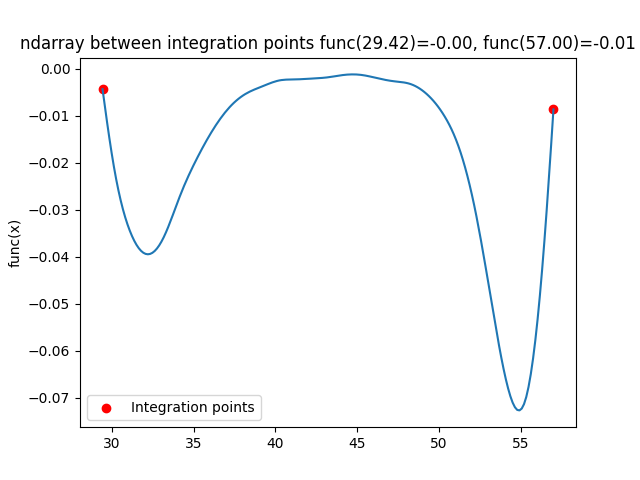 ndarray between integration points func(29.42)=-0.00, func(57.00)=-0.01
0.00
−0.01
−0.02
−0.03
−0.04
−0.05
−0.06
−0.07
func(x)
Integration points
30 35 40 45 50 55